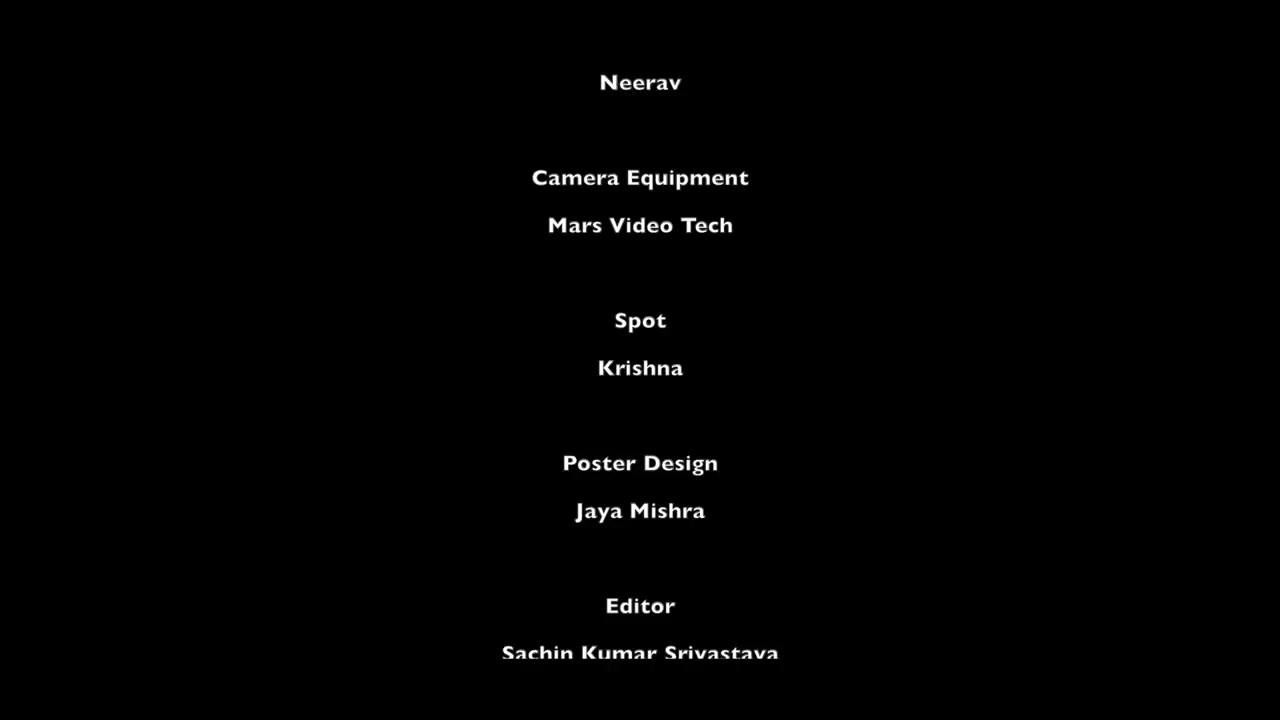 Neerav
Camera Equipment
Mars Video Tech
Spot
Krishna
Poster Design
Jaya Mishra
Editor
Sachin Kumar Srivastava